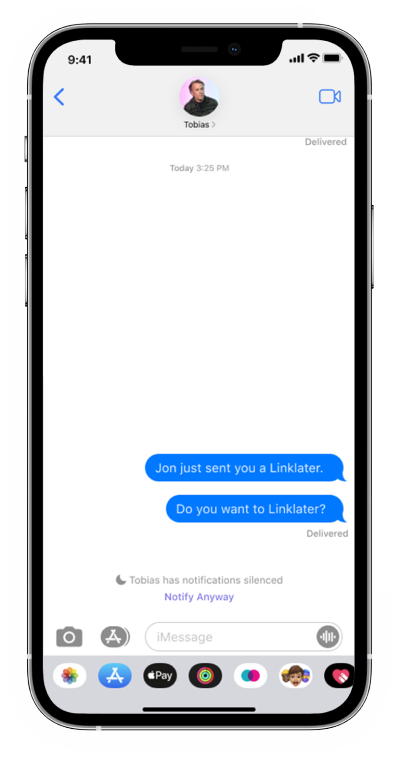 9:41
Tobias
Delivered
Today 3:25 PM
Jon just sent you a Linklater.
Do you want to Linklater?
Delivered
Tobias has notifications silenced
Notify Anyway
iMessage
Pay